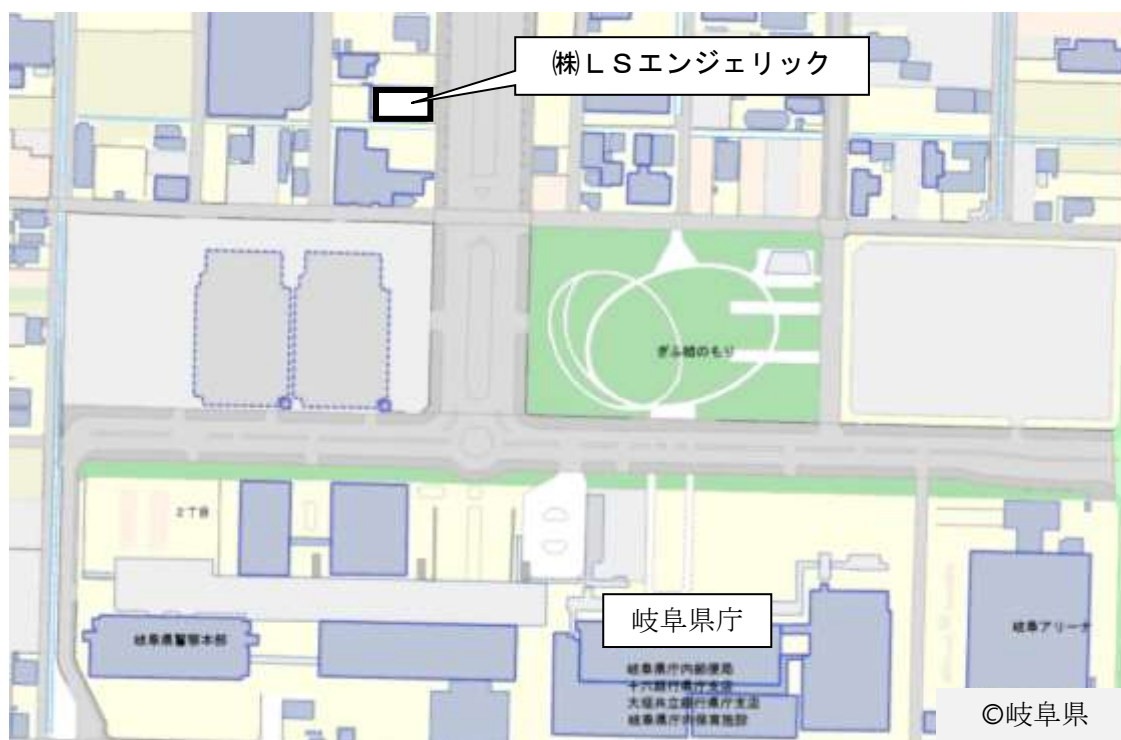 ㈱ＬＳエンジェリック
ぎふ結のもり
２丁目
岐阜県庁
岐阜県警察本部
岐阜アリーナ
岐阜県庁内郵便局
十六銀行県庁支店
大垣共立銀行県庁支店
岐阜県庁内保育施設
©岐阜県